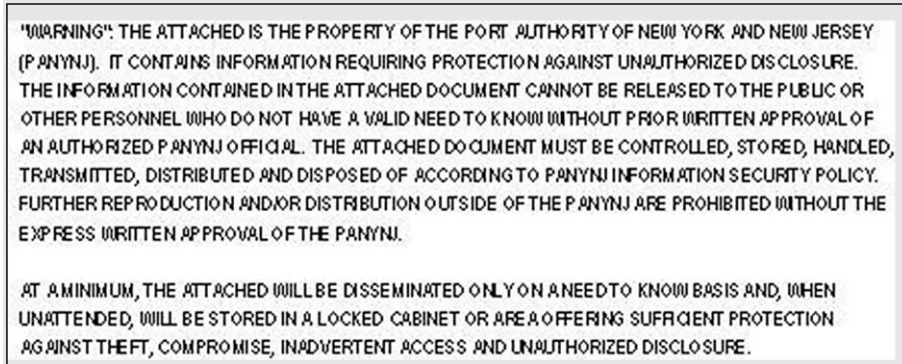 "WARNING": THE ATTACHED IS THE PROPERTY OF THE PORT AUTHORITY OF NEW YORK AND NEW JERSEY
(PANYNJ). IT CONTAINS INFORMATION REQUIRING PROTECTION AGAINST UNAUTHORIZED DISCLOSURE.
THE INFORMATION CONTAINED IN THE ATTACHED DOCUMENT CANNOT BE RELEASED TO THE PUBLIC OR
OTHER PERSONNEL WHO DO NOT HAVE A VALID NEED TO KNOW WITHOUT PRIOR WRITTEN APPROVAL OF
AN AUTHORIZED PANYNJ OFFICIAL. THE ATTACHED DOCUMENT MUST BE CONTROLLED, STORED, HANDLED,
TRANSMITTED, DISTRIBUTED AND DISPOSED OF ACCORDING TO PANYNJ INFORMATION SECURITY POLICY.
FURTHER REPRODUCTION AND/OR DISTRIBUTION OUTSIDE OF THE PANYNJ ARE PROHIBITED WITHOUT THE
EXPRESS WRITTEN APPROVAL OF THE PANYNJ.
AT A MINIMUM, THE ATTACHED WILL BE DISSEMINATED ONLY ON A NEED TO KNOW BASIS AND, WHEN
UNATTENDED, WILL BE STORED IN A LOCKED CABINET OR AREA OFFERING SUFFICIENT PROTECTION
AGAINST THEFT, COMPROMISE, INADVERTENT ACCESS AND UNAUTHORIZED DISCLOSURE.